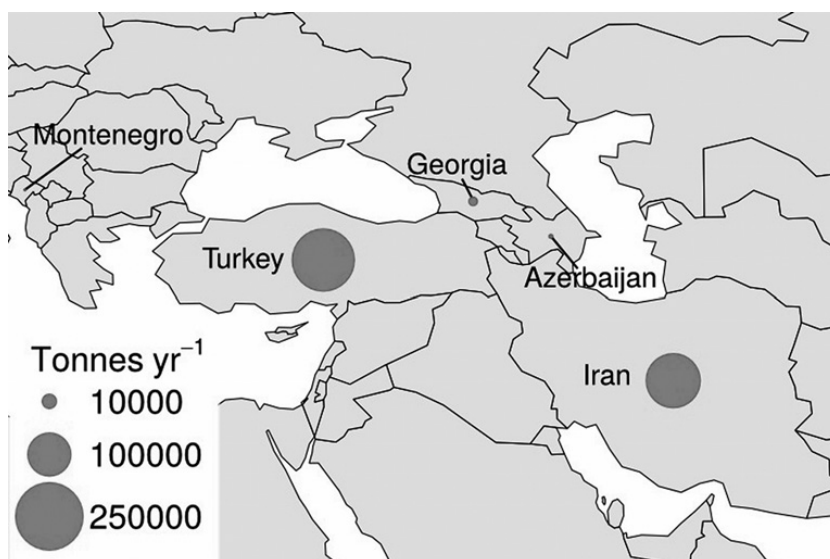 Montenegro
Georgia
Turkey
Azerbaijan
Iran
Tonnes yr⁻¹
10000
100000
250000